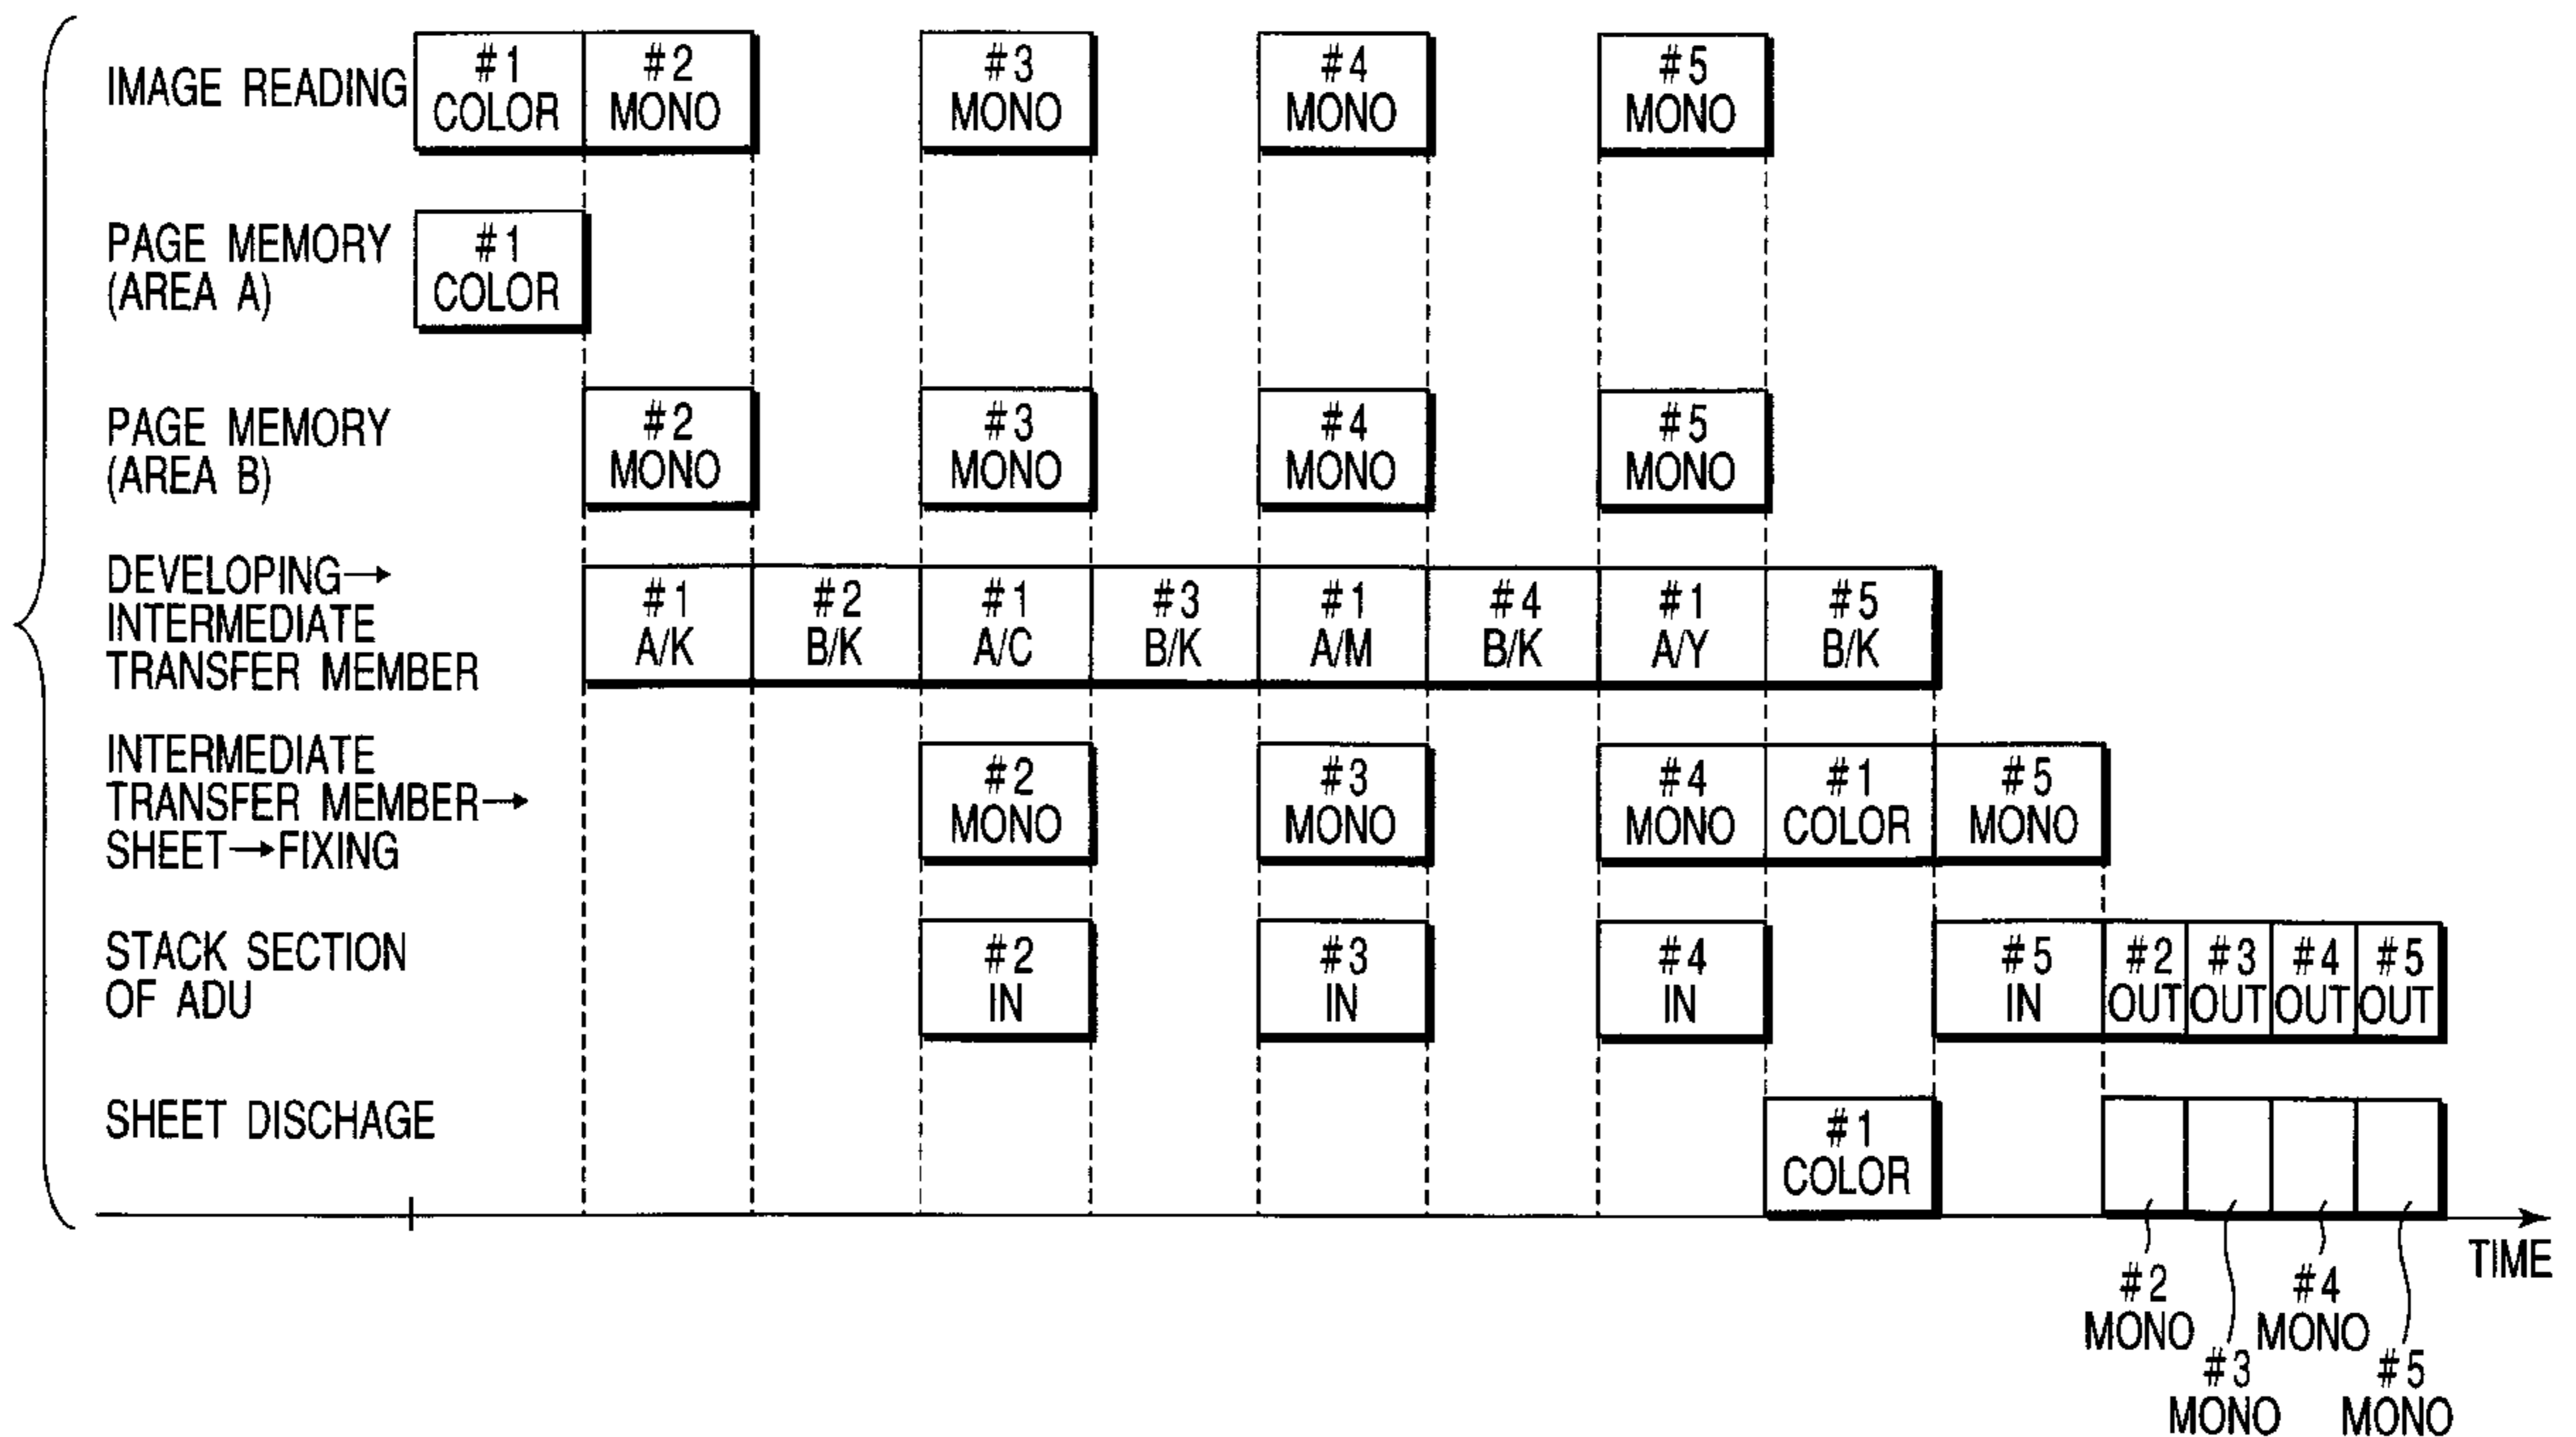 IMAGE READING
#1 COLOR
#2 MONO
#3 MONO
#4 MONO
#5 MONO
PAGE MEMORY
(AREA A)
#1 COLOR
PAGE MEMORY
(AREA B)
#2 MONO
#3 MONO
#4 MONO
#5 MONO
DEVELOPING→
INTERMEDIATE
TRANSFER MEMBER
#1 A/K
#2 B/K
#1 A/C
#3 B/K
#1 A/M
#4 B/K
#1 A/Y
#5 B/K
INTERMEDIATE
TRANSFER MEMBER→
SHEET→FIXING
#2 MONO
#3 MONO
#4 MONO
#1 COLOR
#5 MONO
STACK SECTION
OF ADU
#2 IN
#3 IN
#4 IN
#5 IN
#2 OUT
#3 OUT
#4 OUT
#5 OUT
SHEET DISCHAGE
#1 COLOR
TIME
#2 MONO
#3 MONO
#4 MONO
#5 MONO